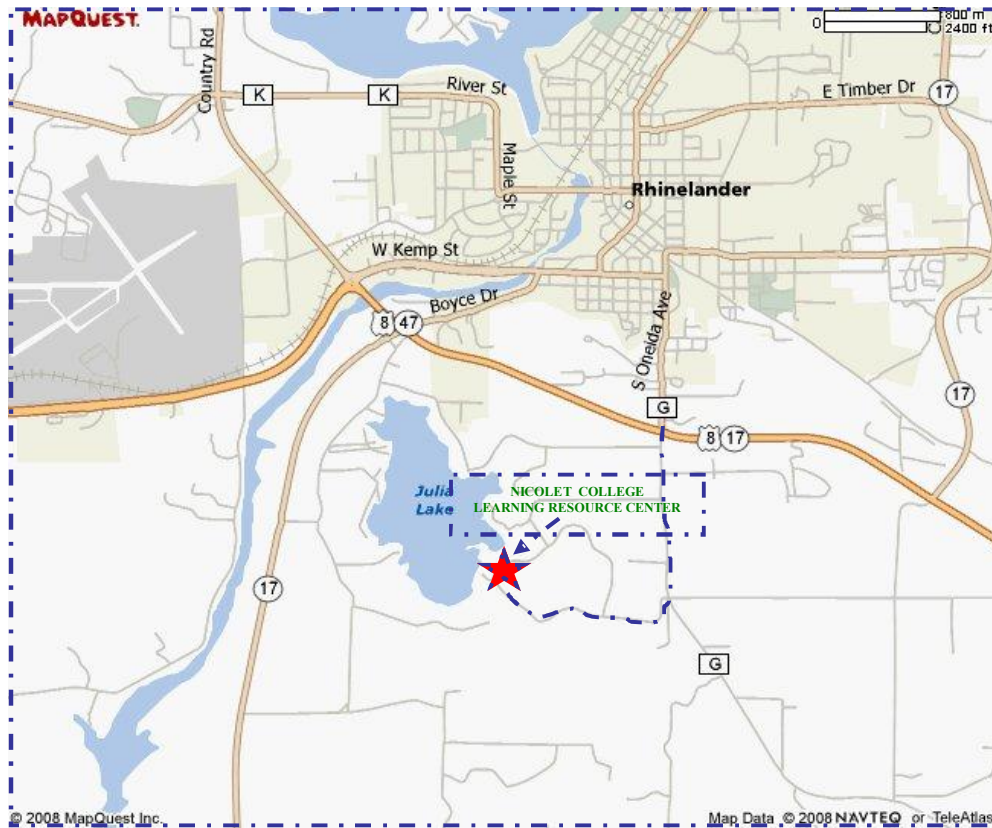 MAPQUEST.
0
800 m
2400 ft
Country Rd
K
K
River St
E Timber Dr
17
Maple St
Rhinelander
W Kemp St
Boyce Dr
8 47
S Oneida Ave
G
17
8 17
Julia
Lake
NICOLET COLLEGE
LEARNING RESOURCE CENTER
17
G
© 2008 MapQuest Inc.
Map Data © 2008 NAVTEQ or TeleAtlas